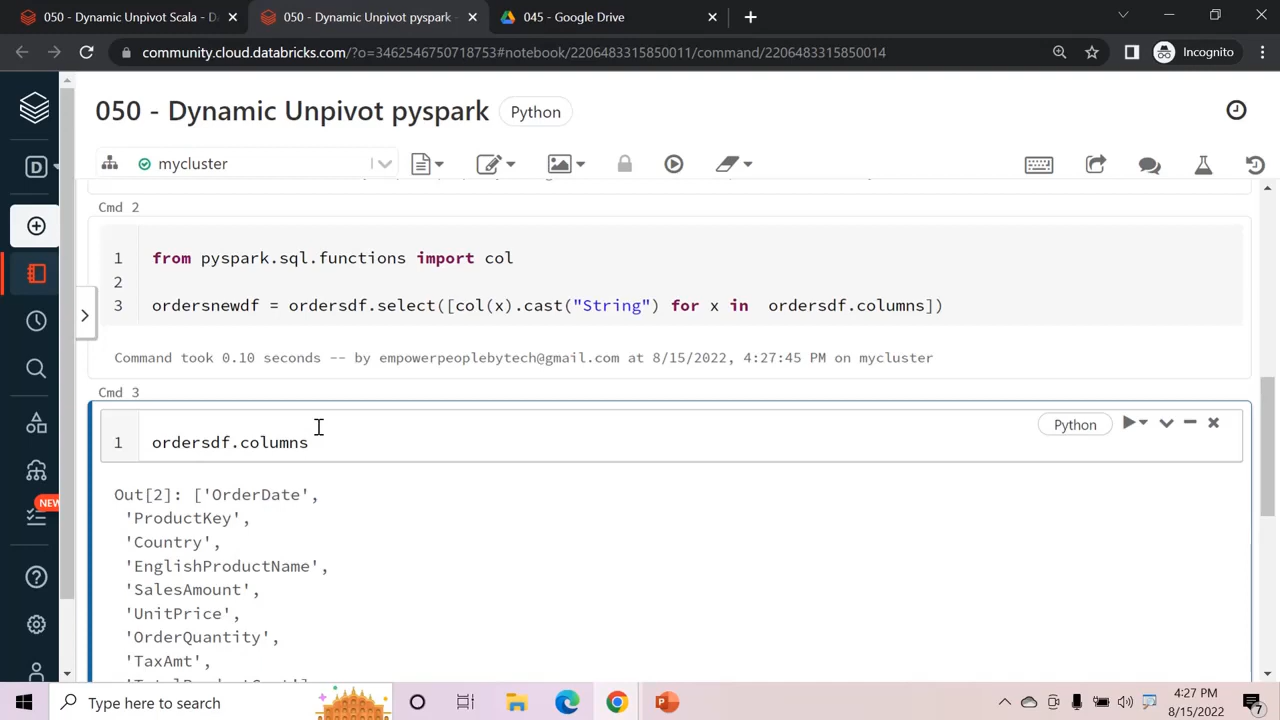 050 - Dynamic Unpivot Scala - D
050 - Dynamic Unpivot pyspark -
045 - Google Drive
community.cloud.databricks.com/?o=3462546750718753#notebook/2206483315850011/command/2206483315850014
Incognito
050 - Dynamic Unpivot pyspark
Python
D
mycluster
Cmd 2
1
from pyspark.sql.functions import col
2
3
ordersnewdf = ordersdf.select([col(x).cast("String") for x in  ordersdf.columns])
Command took 0.10 seconds -- by empowerpeoplebytech@gmail.com at 8/15/2022, 4:27:45 PM on mycluster
Cmd 3
Python
1
ordersdf.columns
Out[2]: ['OrderDate',
'ProductKey',
'Country',
'EnglishProductName',
'SalesAmount',
'UnitPrice',
'OrderQuantity',
'TaxAmt',
'TotalProductCost']
NEW
Type here to search
4:27 PM
8/15/2022
7